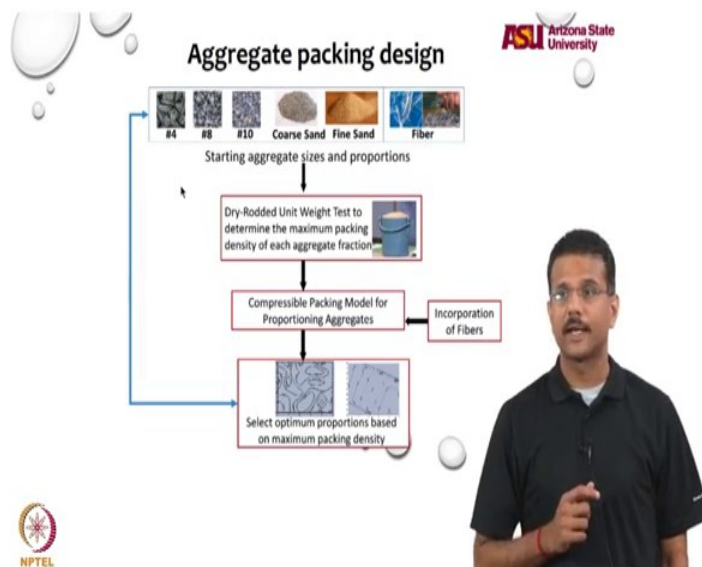 Aggregate packing design
ASU Arizona State
University
#4 #8 #10 Coarse Sand Fine Sand Fiber
Starting aggregate sizes and proportions
Dry-Rodded Unit Weight Test to
determine the maximum packing
density of each aggregate fraction
Compressible Packing Model for
Proportioning Aggregates
Incorporation
of Fibers
Select optimum proportions based
on maximum packing density
NPTEL